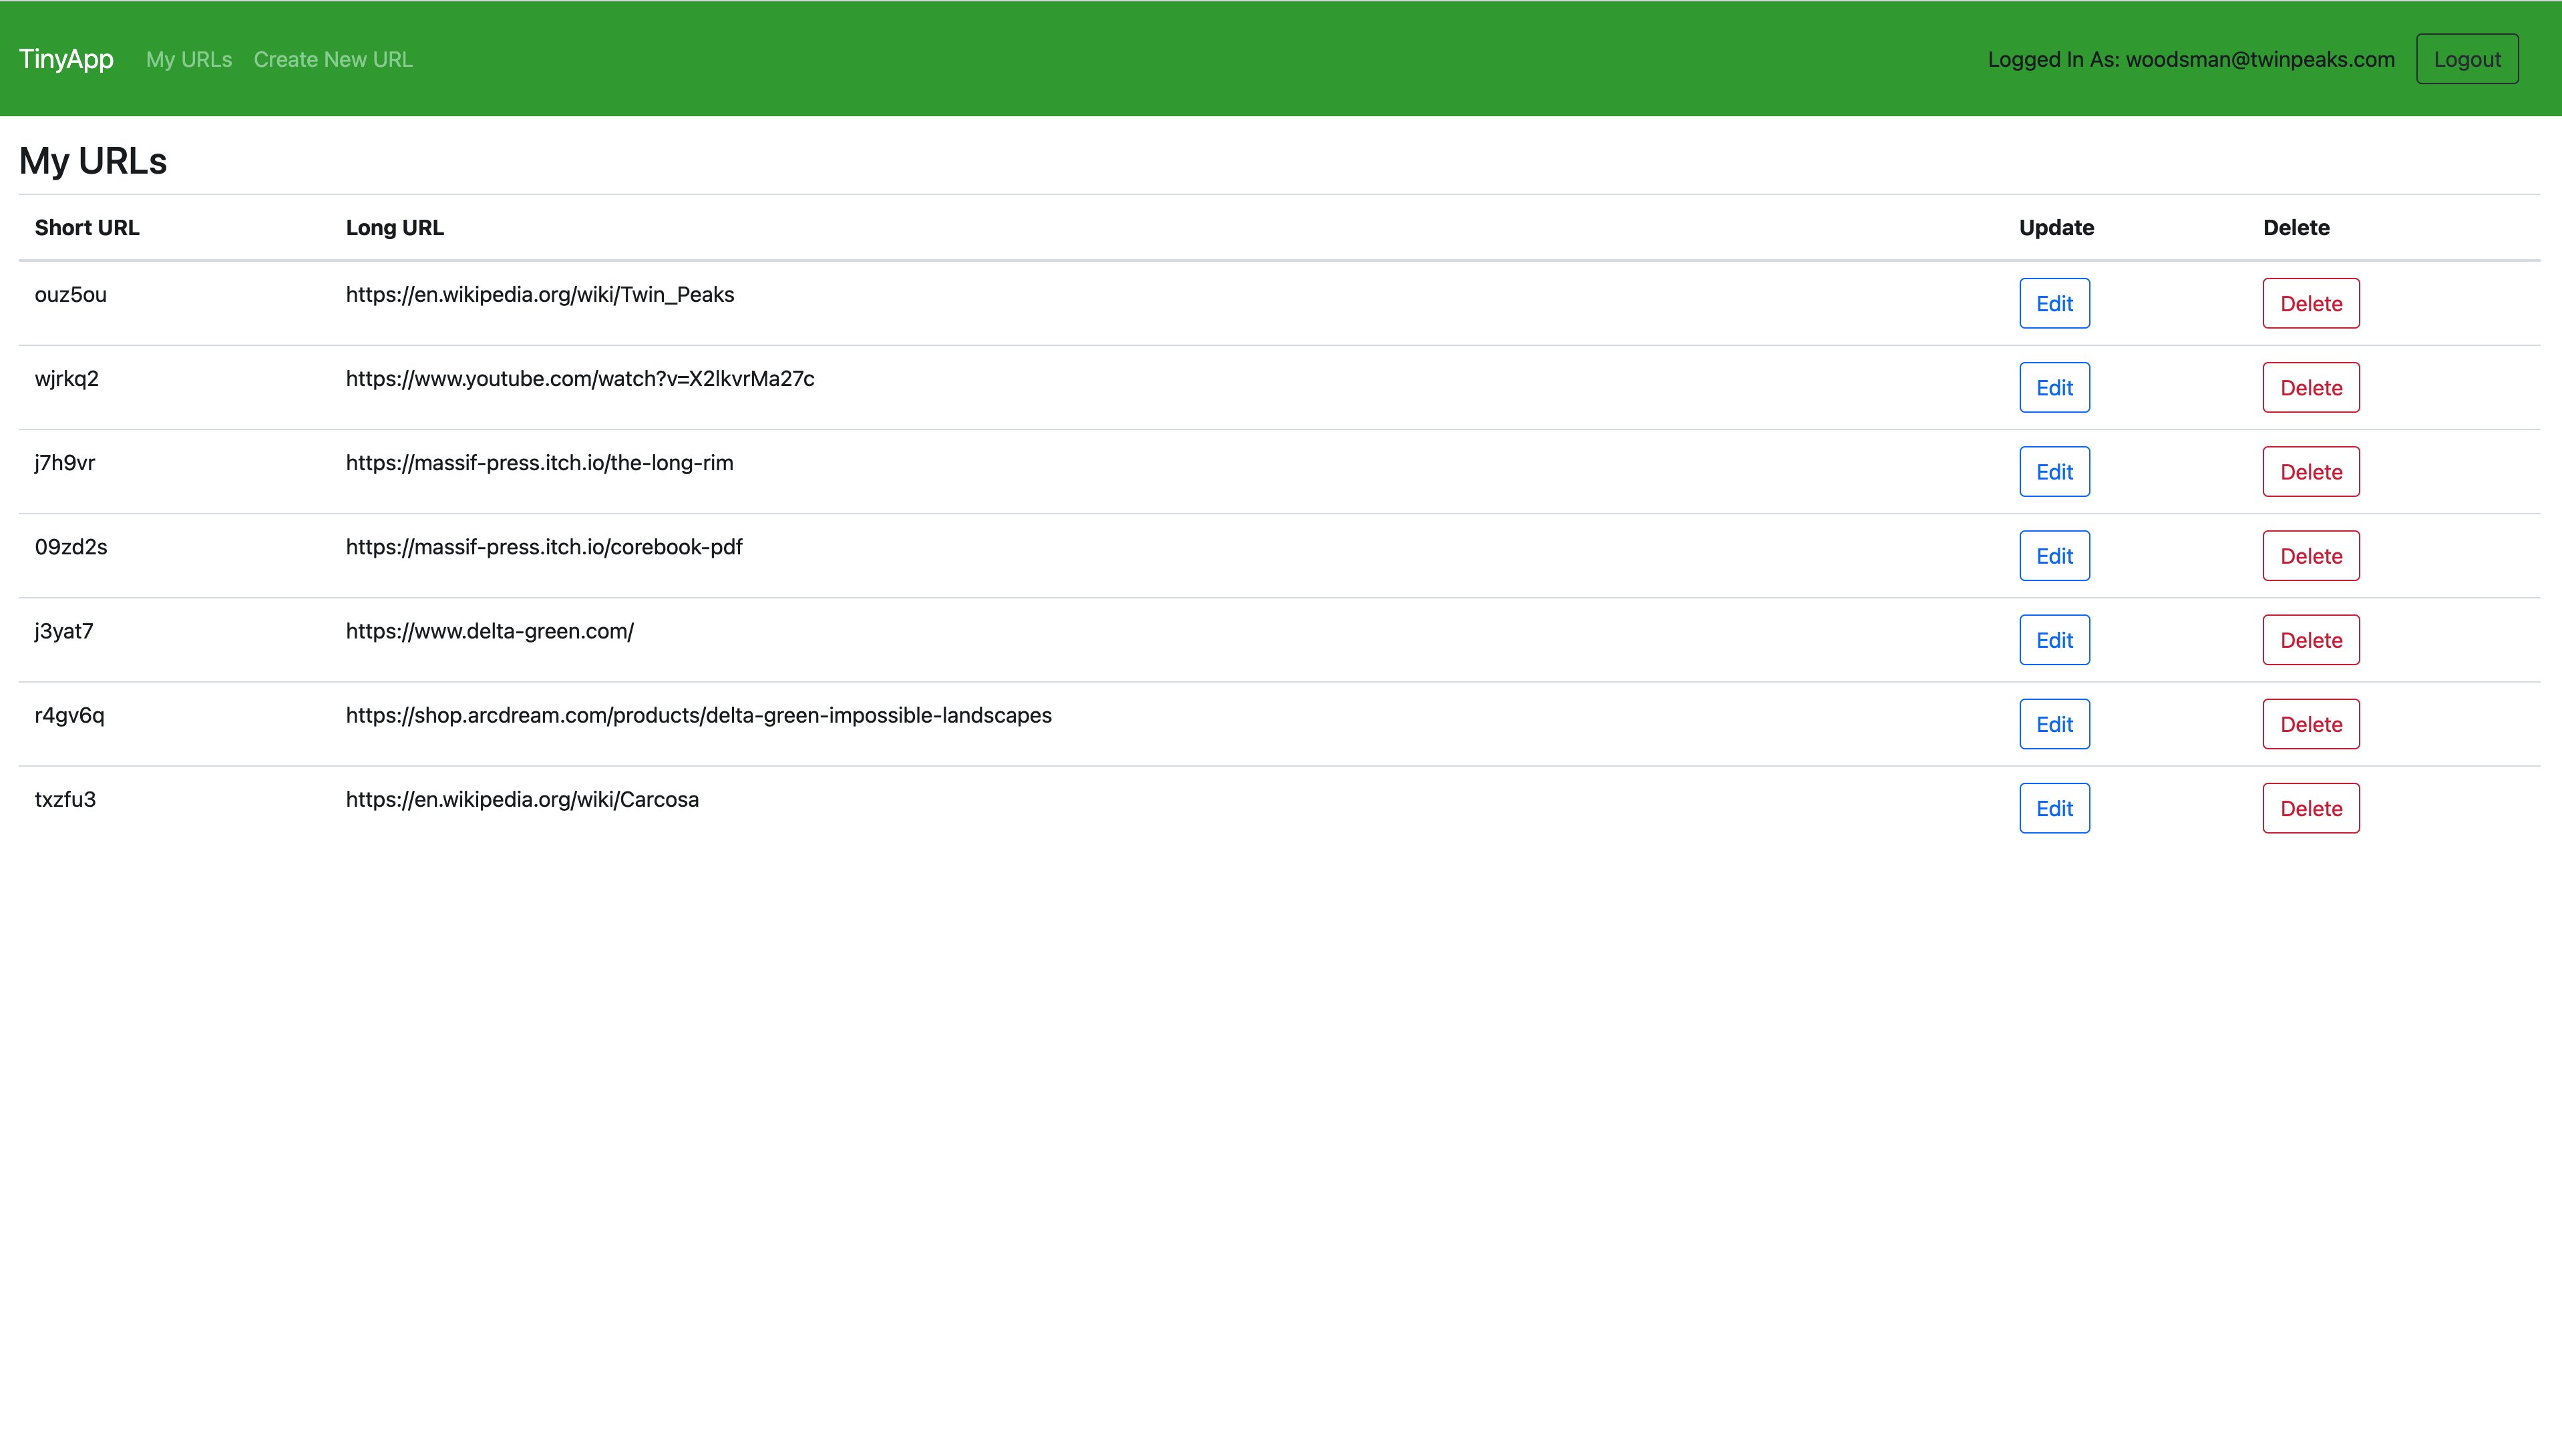 TinyApp My URLs Create New URL Logged In As: woodsman@twinpeaks.com Logout
My URLs
Short URL Long URL Update Delete
ouz5ou https://en.wikipedia.org/wiki/Twin_Peaks Edit Delete
wjrkq2 https://www.youtube.com/watch?v=X2lkvrMa27c Edit Delete
j7h9vr https://massif-press.itch.io/the-long-rim Edit Delete
09zd2s https://massif-press.itch.io/corebook-pdf Edit Delete
j3yat7 https://www.delta-green.com/ Edit Delete
r4gv6q https://shop.arcdream.com/products/delta-green-impossible-landscapes Edit Delete
txzfu3 https://en.wikipedia.org/wiki/Carcosa Edit Delete